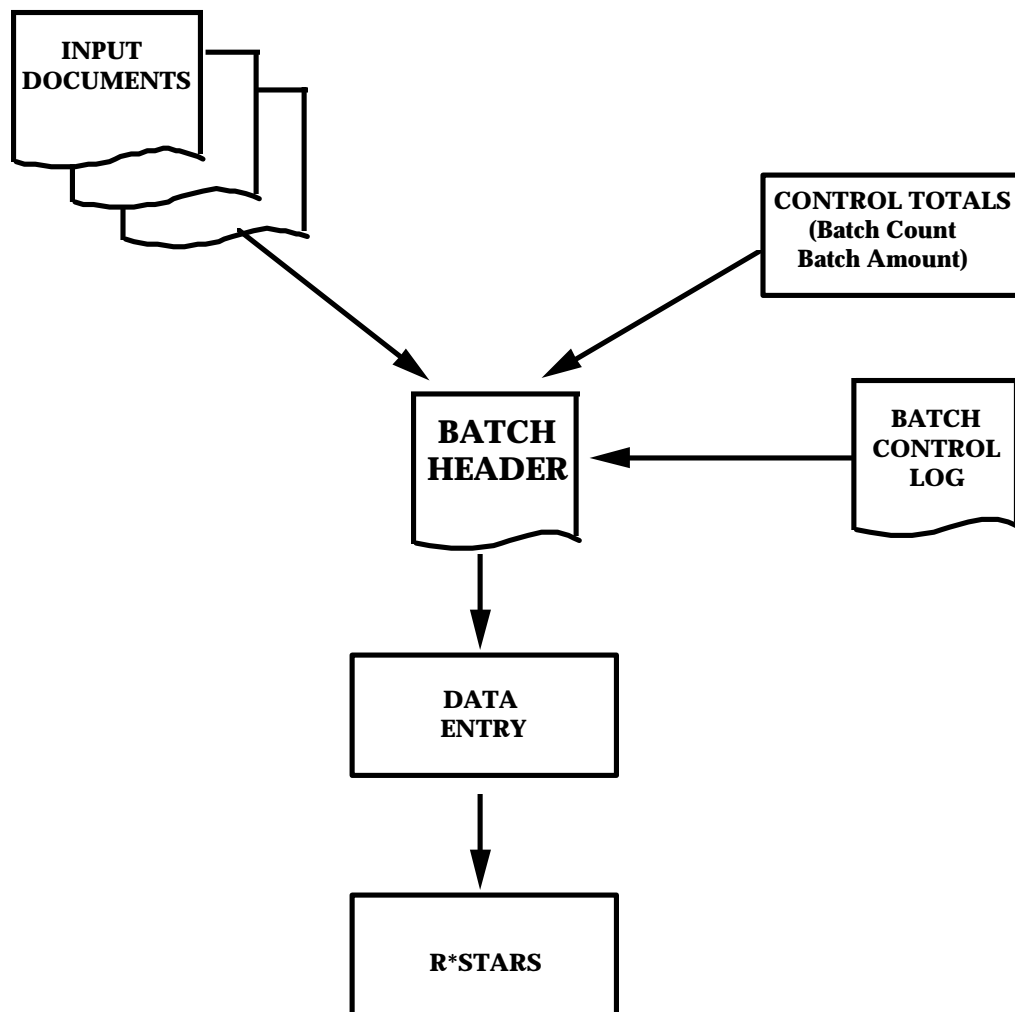 INPUT
DOCUMENTS
CONTROL TOTALS
(Batch Count
Batch Amount)
BATCH
HEADER
BATCH
CONTROL
LOG
DATA
ENTRY
R*STARS